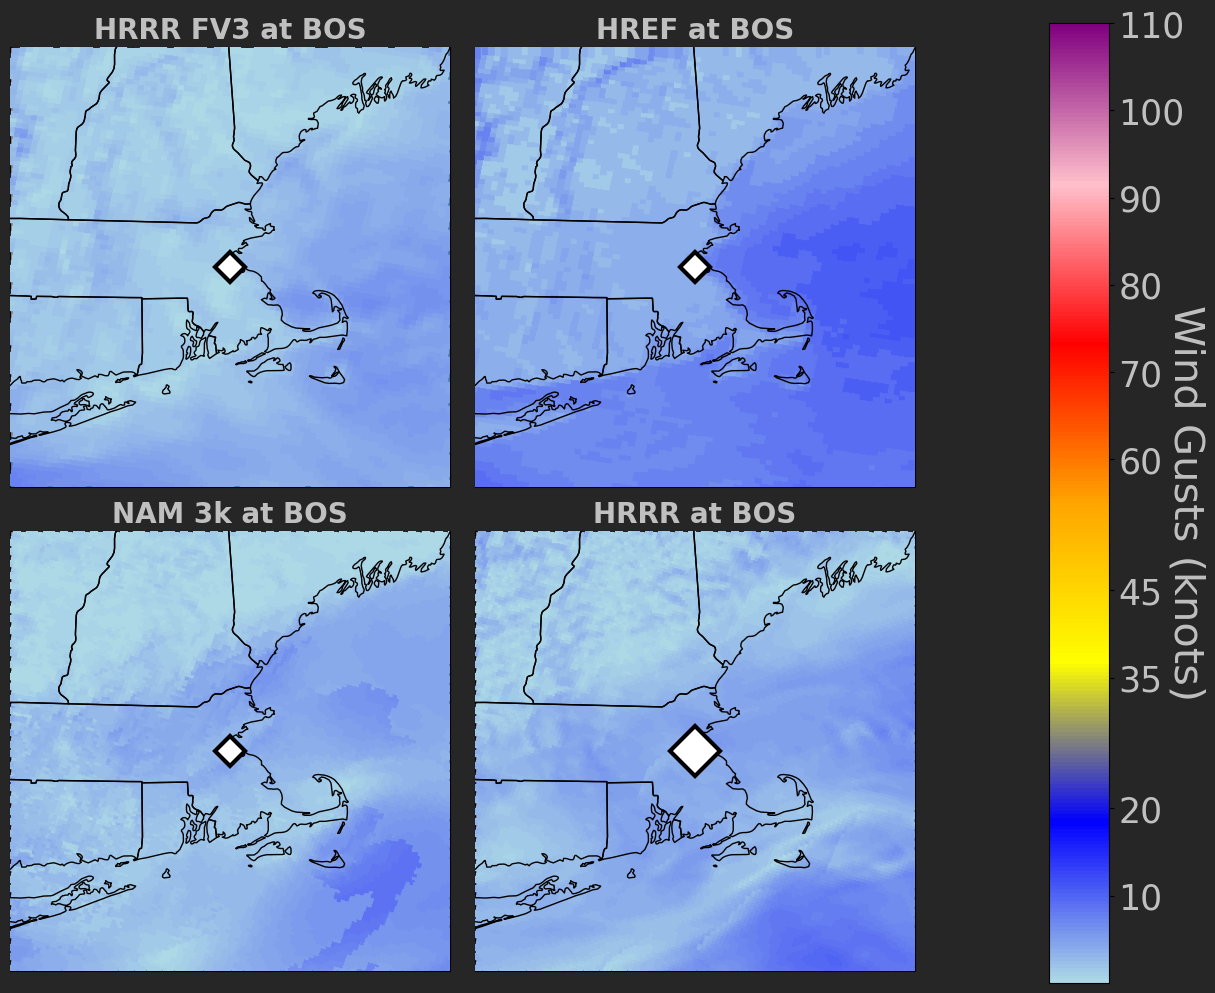 HRRR FV3 at BOS
HREF at BOS
NAM 3k at BOS
HRRR at BOS
110
100
90
80
70
60
45
35
20
10
Wind Gusts (knots)